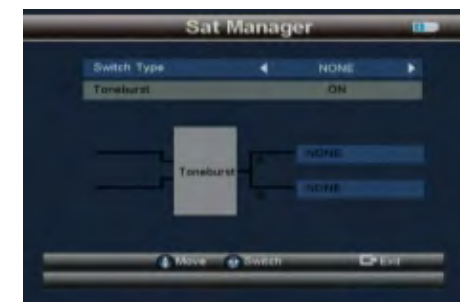 Sat Manager
Switch Type NONE
Toneburst ON
Toneburst
NONE
NONE
Move Switch Exit